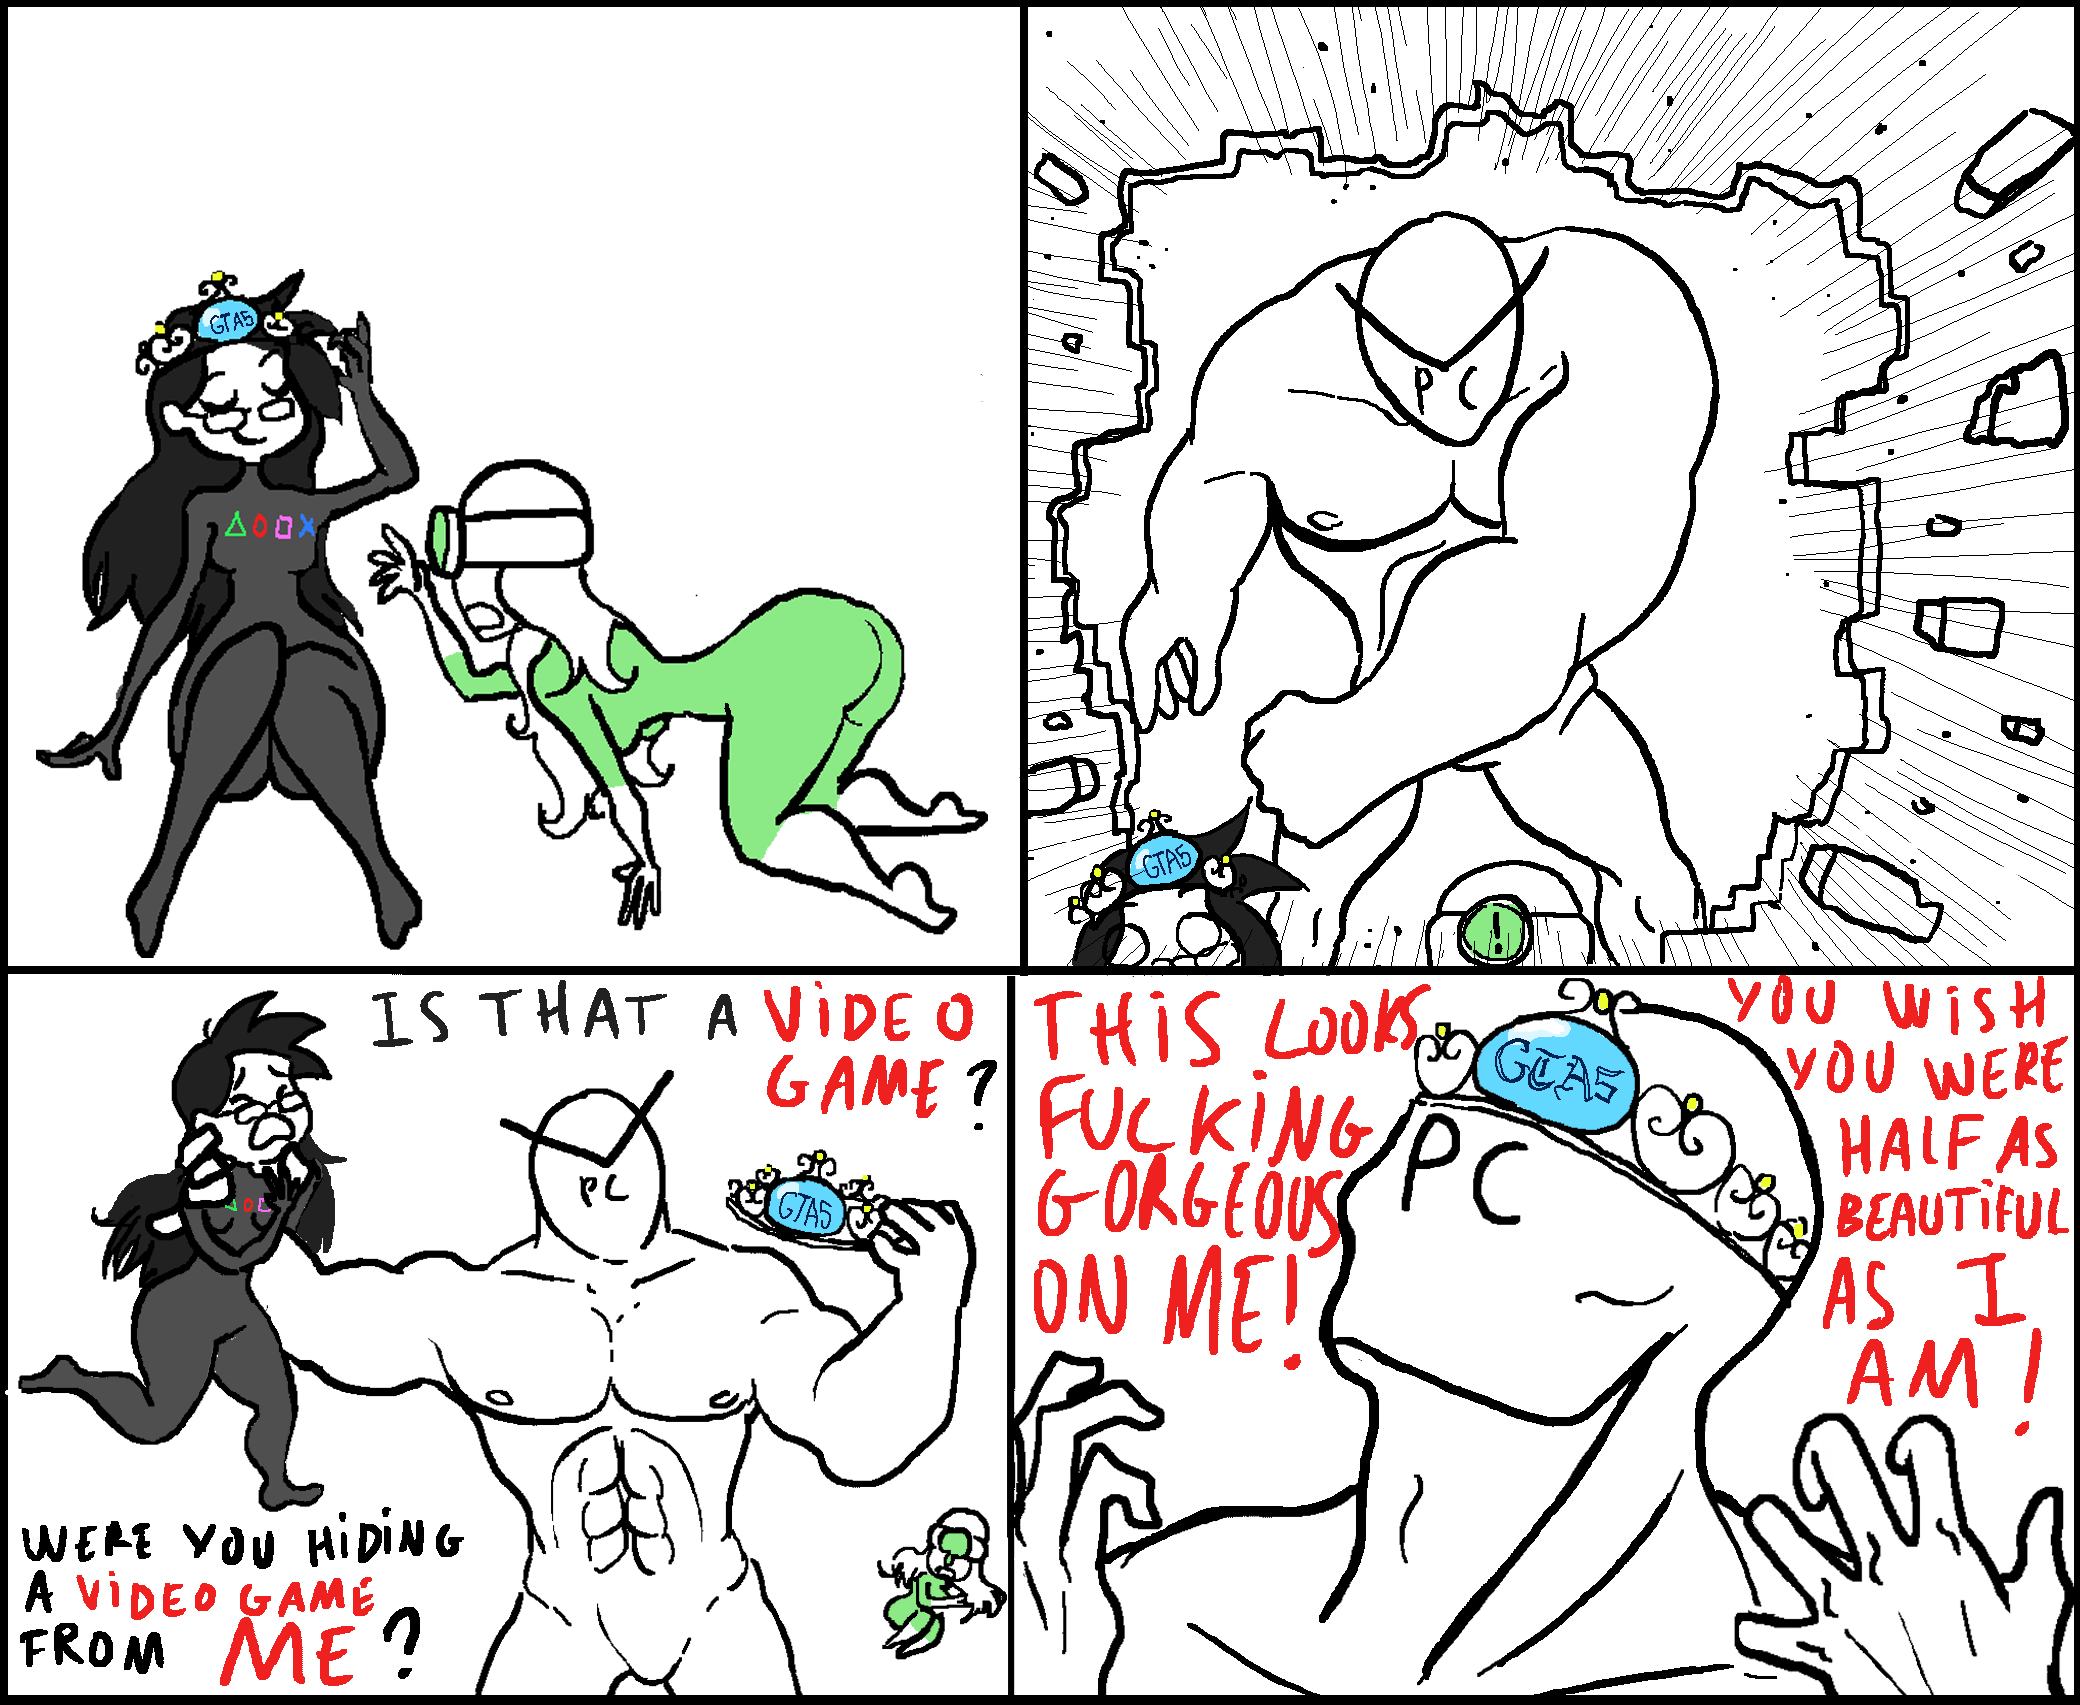 GTA5
△○□X
PC
GTA5
!
IS THAT A VIDEO
GAME?
PC
GTA5
△○□
WERE YOU HIDING
A VIDEO GAME
FROM ME?
THIS LOOKS
FUCKING
GORGEOUS
ON ME!
GTA5
PC
YOU WISH
YOU WERE
HALF AS
BEAUTIFUL
AS I
AM!